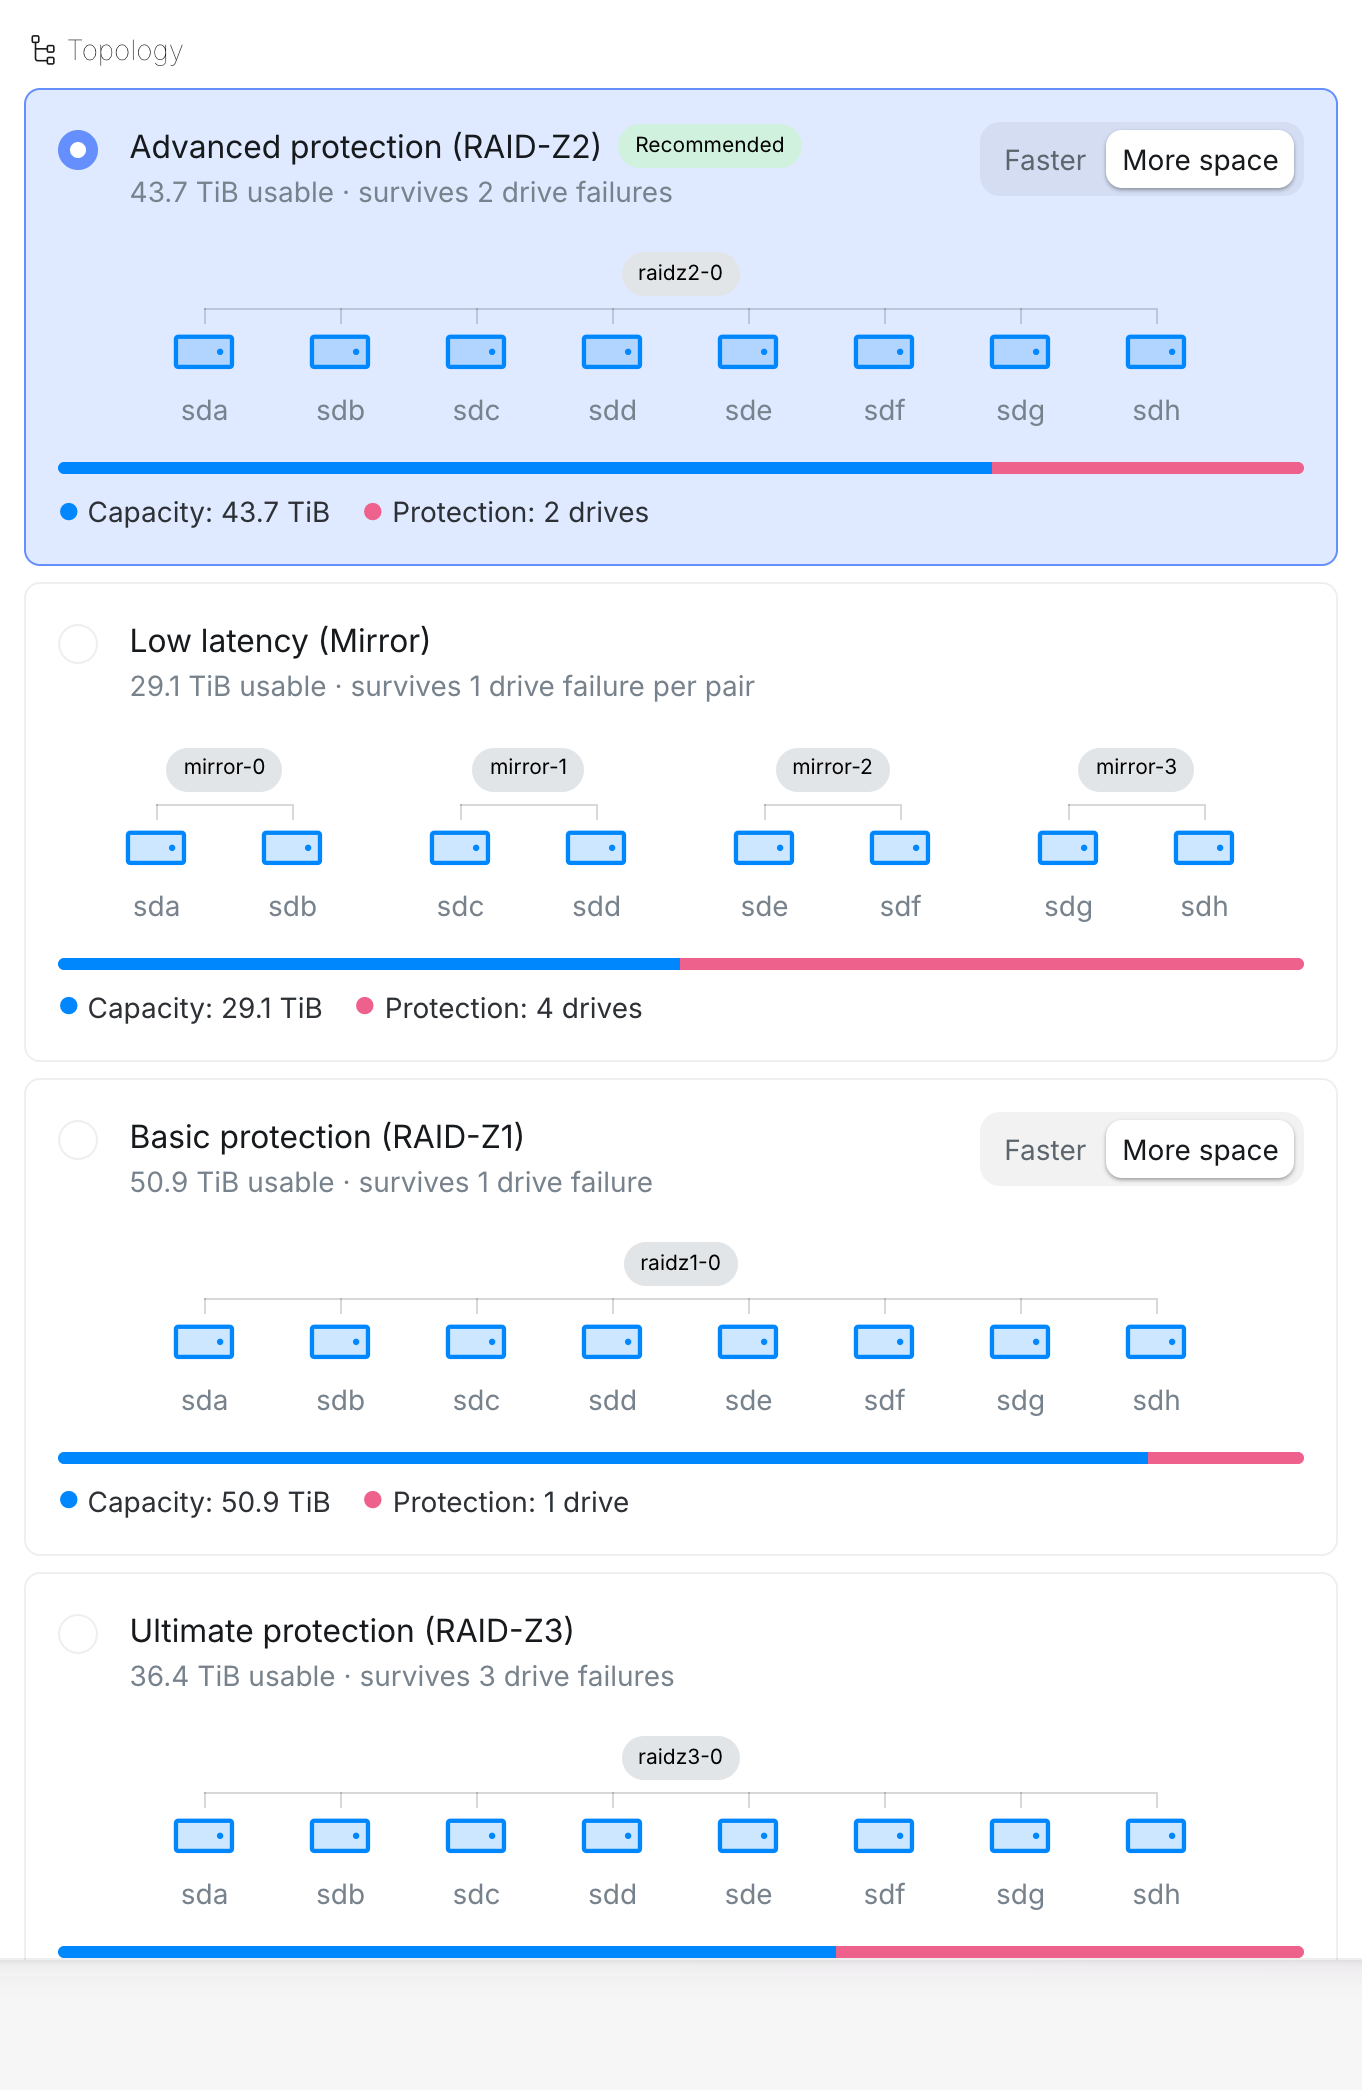 Topology
Advanced protection (RAID-Z2) Recommended Faster More space
43.7 TiB usable · survives 2 drive failures
raidz2-0
sda sdb sdc sdd sde sdf sdg sdh
Capacity: 43.7 TiB Protection: 2 drives
Low latency (Mirror)
29.1 TiB usable · survives 1 drive failure per pair
mirror-0 mirror-1 mirror-2 mirror-3
sda sdb sdc sdd sde sdf sdg sdh
Capacity: 29.1 TiB Protection: 4 drives
Basic protection (RAID-Z1) Faster More space
50.9 TiB usable · survives 1 drive failure
raidz1-0
sda sdb sdc sdd sde sdf sdg sdh
Capacity: 50.9 TiB Protection: 1 drive
Ultimate protection (RAID-Z3)
36.4 TiB usable · survives 3 drive failures
raidz3-0
sda sdb sdc sdd sde sdf sdg sdh